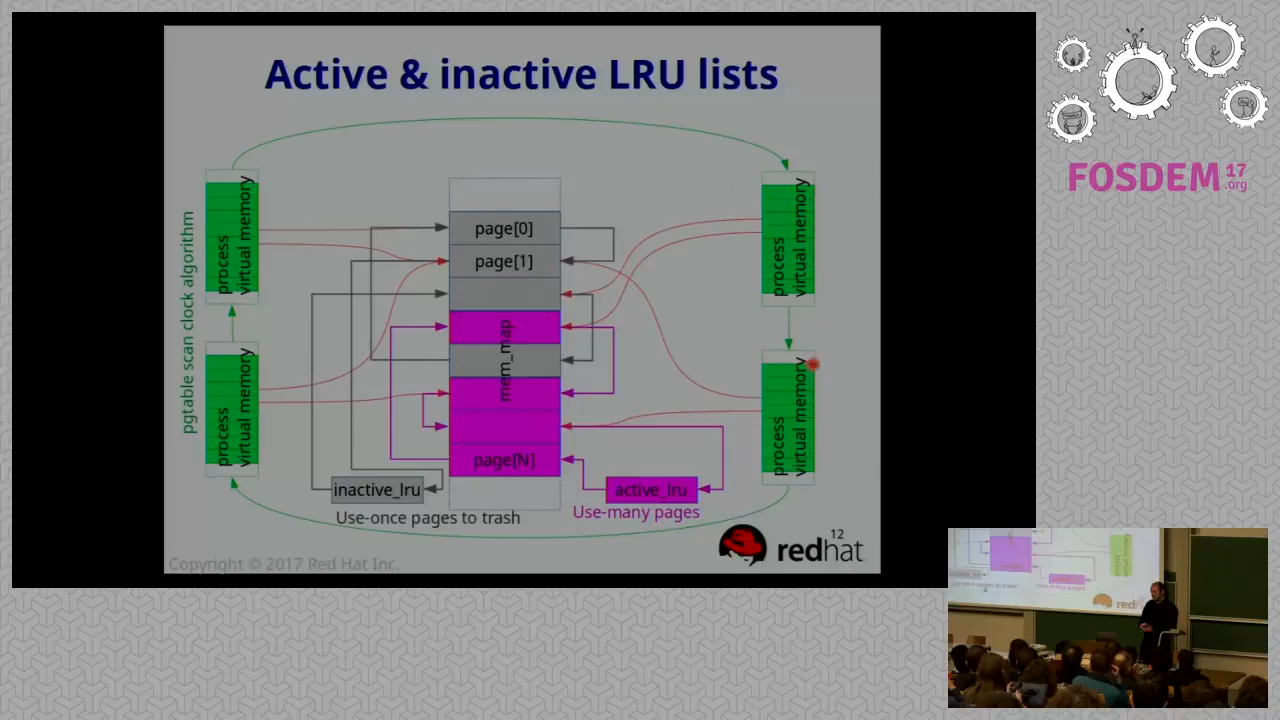 Active & inactive LRU lists
FOSDEM 17
.org
pgtable scan clock algorithm
process
virtual memory
process
virtual memory
page[0]
page[1]
mem_map
page[N]
process
virtual memory
process
virtual memory
inactive_lru
active_lru
Use-once pages to trash
Use-many pages
12
redhat
Copyright © 2017 Red Hat Inc.